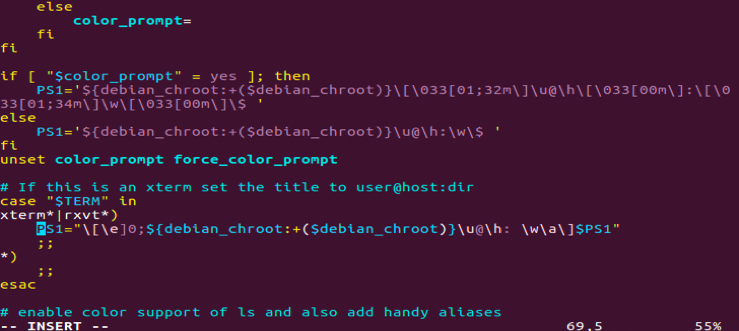 else
        color_prompt=
    fi
fi

if [ "$color_prompt" = yes ]; then
    PS1='${debian_chroot:+($debian_chroot)}\[\033[01;32m\]\u@\h\[\033[00m\]:\[\0
33[01;34m\]\w\[\033[00m\]\$ '
else
    PS1='${debian_chroot:+($debian_chroot)}\u@\h:\w\$ '
fi
unset color_prompt force_color_prompt

# If this is an xterm set the title to user@host:dir
case "$TERM" in
xterm*|rxvt*)
    PS1="\[\e]0;${debian_chroot:+($debian_chroot)}\u@\h: \w\a\]$PS1"
    ;;
*)
    ;;
esac

# enable color support of ls and also add handy aliases
-- INSERT -- 69,5 55%